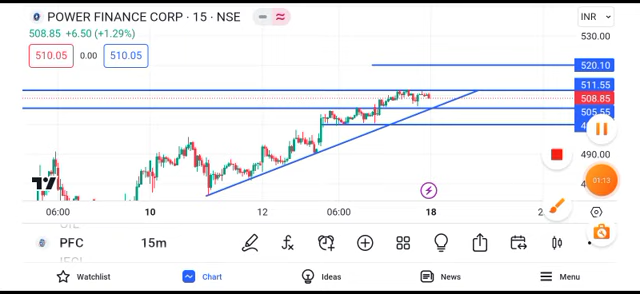 POWER FINANCE CORP · 15 · NSE
INR
508.85 +6.50 (+1.29%)
530.00
510.05 0.00 510.05
520.10
511.55
508.85
505.55
490.00
01:13
06:00 10 12 06:00 18
PFC 15m
Watchlist Chart Ideas News Menu